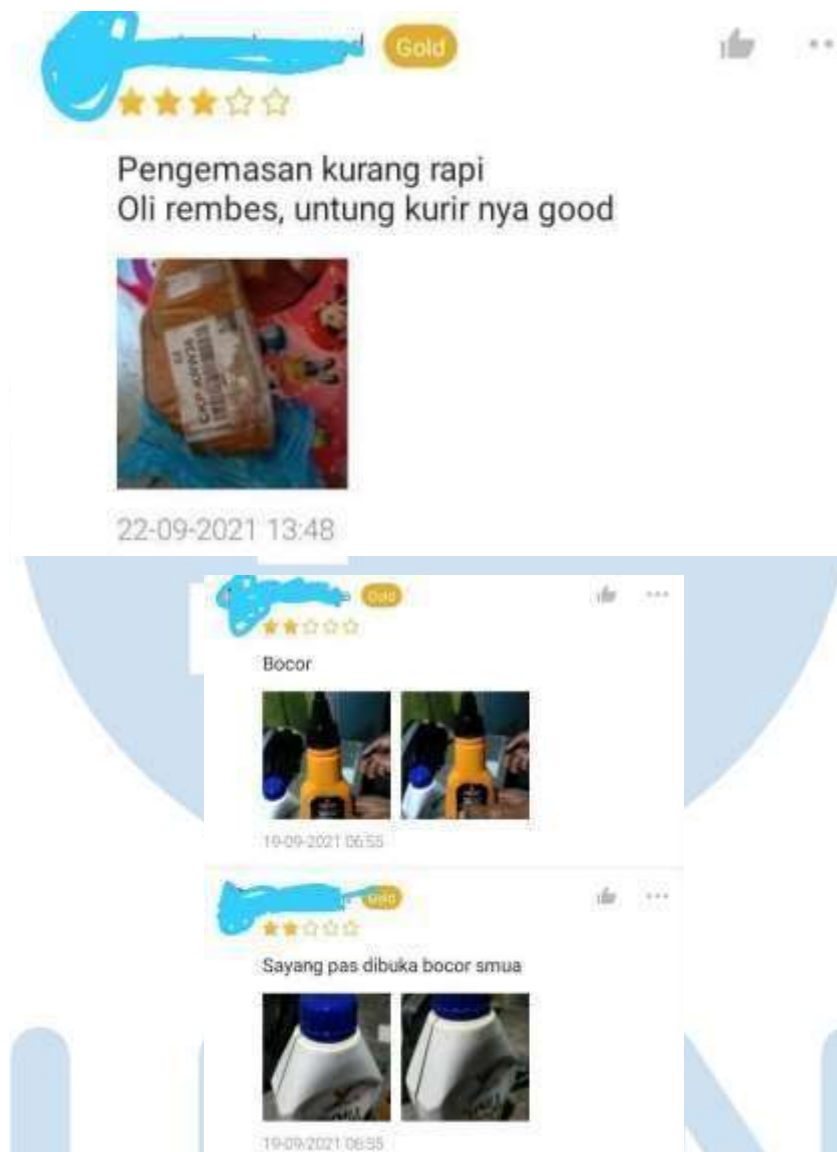 Gold
Pengemasan kurang rapi
Oli rembes, untung kurir nya good
22-09-2021 13:48
Gold
Bocor
19-09-2021 06:55
Gold
Sayang pas dibuka bocor smua
19-09-2021 06:55